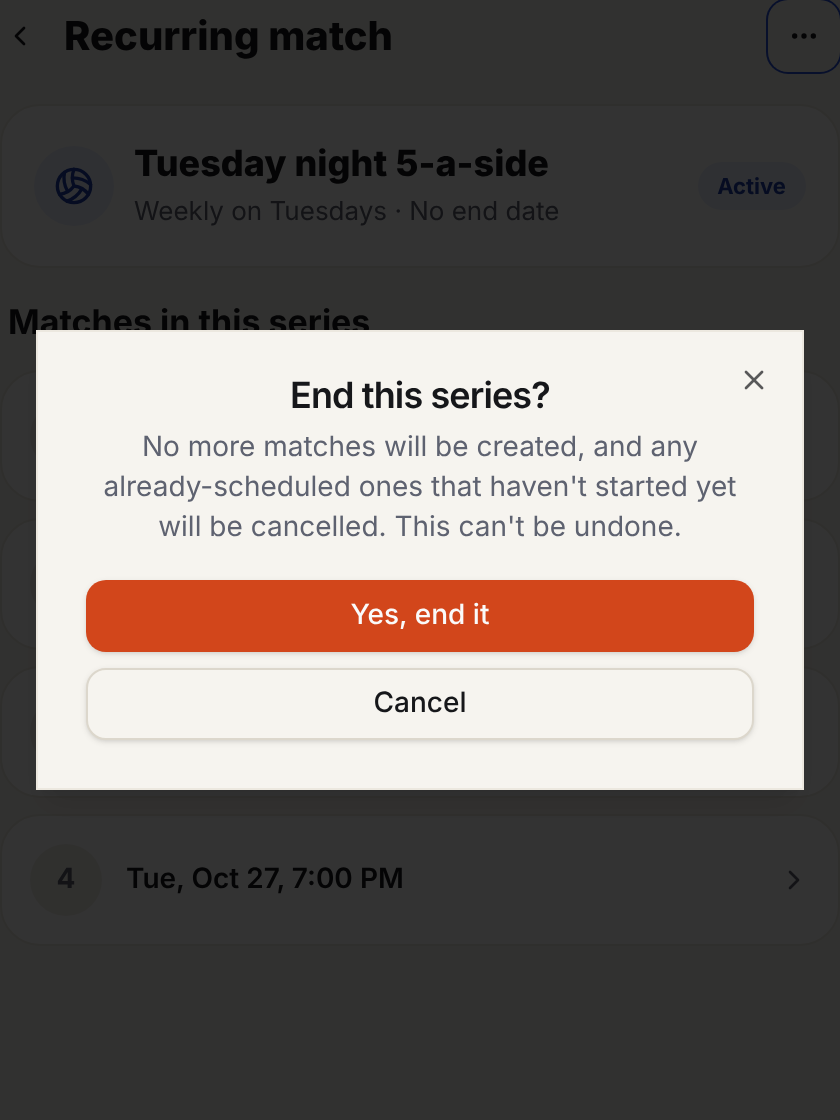 Recurring match
Tuesday night 5-a-side
Weekly on Tuesdays · No end date
Active
Matches in this series
End this series?
No more matches will be created, and any
already-scheduled ones that haven't started yet
will be cancelled. This can't be undone.
Yes, end it
Cancel
4
Tue, Oct 27, 7:00 PM